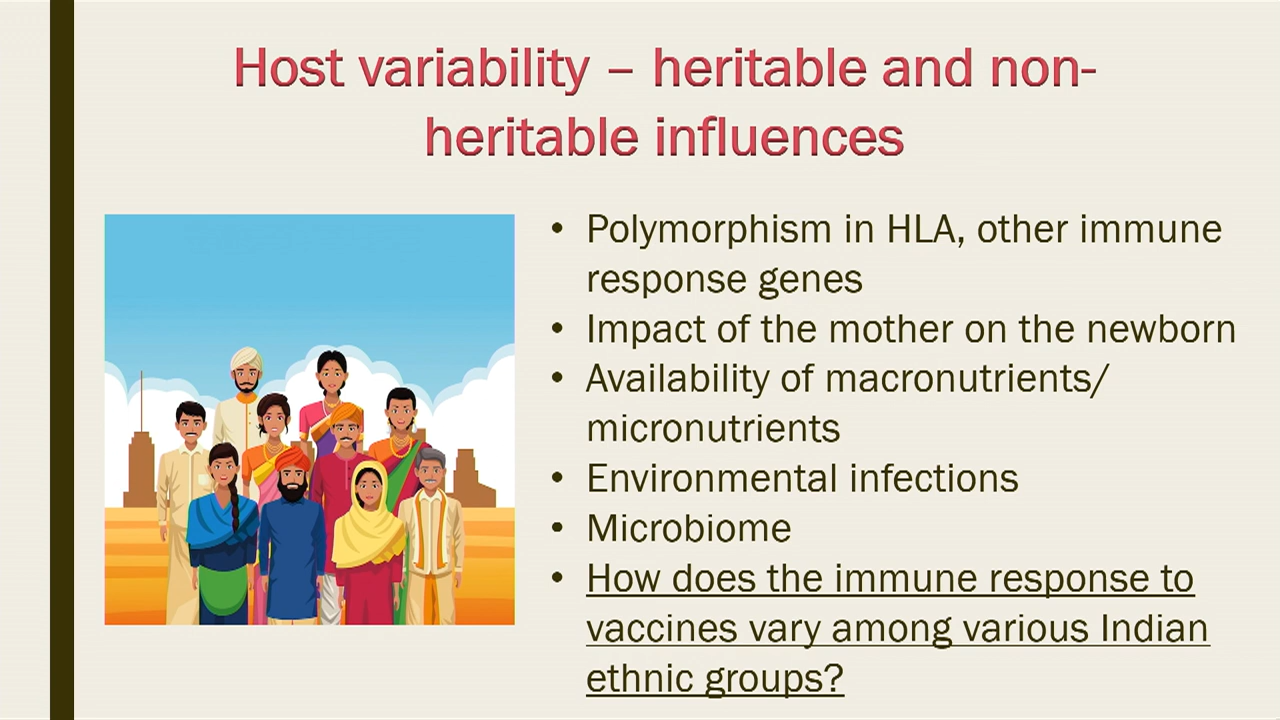 Host variability – heritable and non-
heritable influences
• Polymorphism in HLA, other immune
response genes
• Impact of the mother on the newborn
• Availability of macronutrients/
micronutrients
• Environmental infections
• Microbiome
• How does the immune response to
vaccines vary among various Indian
ethnic groups?